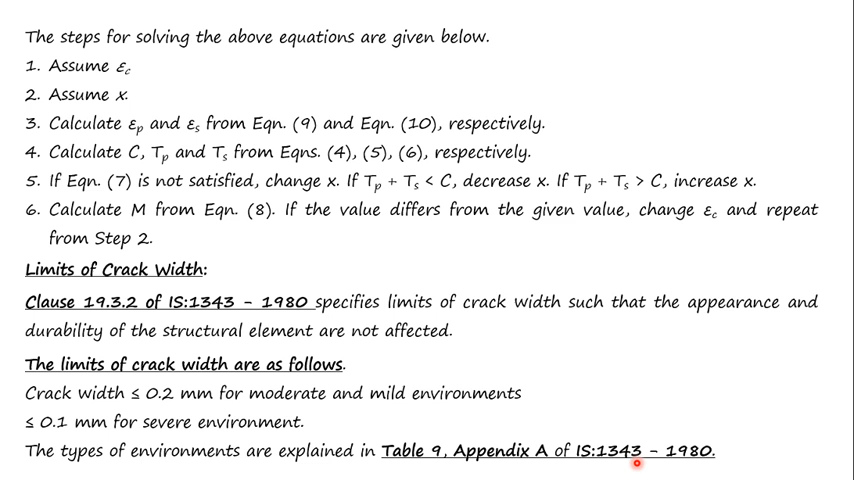 The steps for solving the above equations are given below.
1. Assume εc
2. Assume x.
3. Calculate εp and εs from Eqn. (9) and Eqn. (10), respectively.
4. Calculate C, Tp and Ts from Eqns. (4), (5), (6), respectively.
5. If Eqn. (7) is not satisfied, change x. If Tp + Ts < C, decrease x. If Tp + Ts > C, increase x.
6. Calculate M from Eqn. (8). If the value differs from the given value, change εc and repeat
from Step 2.
Limits of Crack Width:
Clause 19.3.2 of IS:1343 - 1980 specifies limits of crack width such that the appearance and
durability of the structural element are not affected.
The limits of crack width are as follows.
Crack width ≤ 0.2 mm for moderate and mild environments
≤ 0.1 mm for severe environment.
The types of environments are explained in Table 9, Appendix A of IS:1343 - 1980.